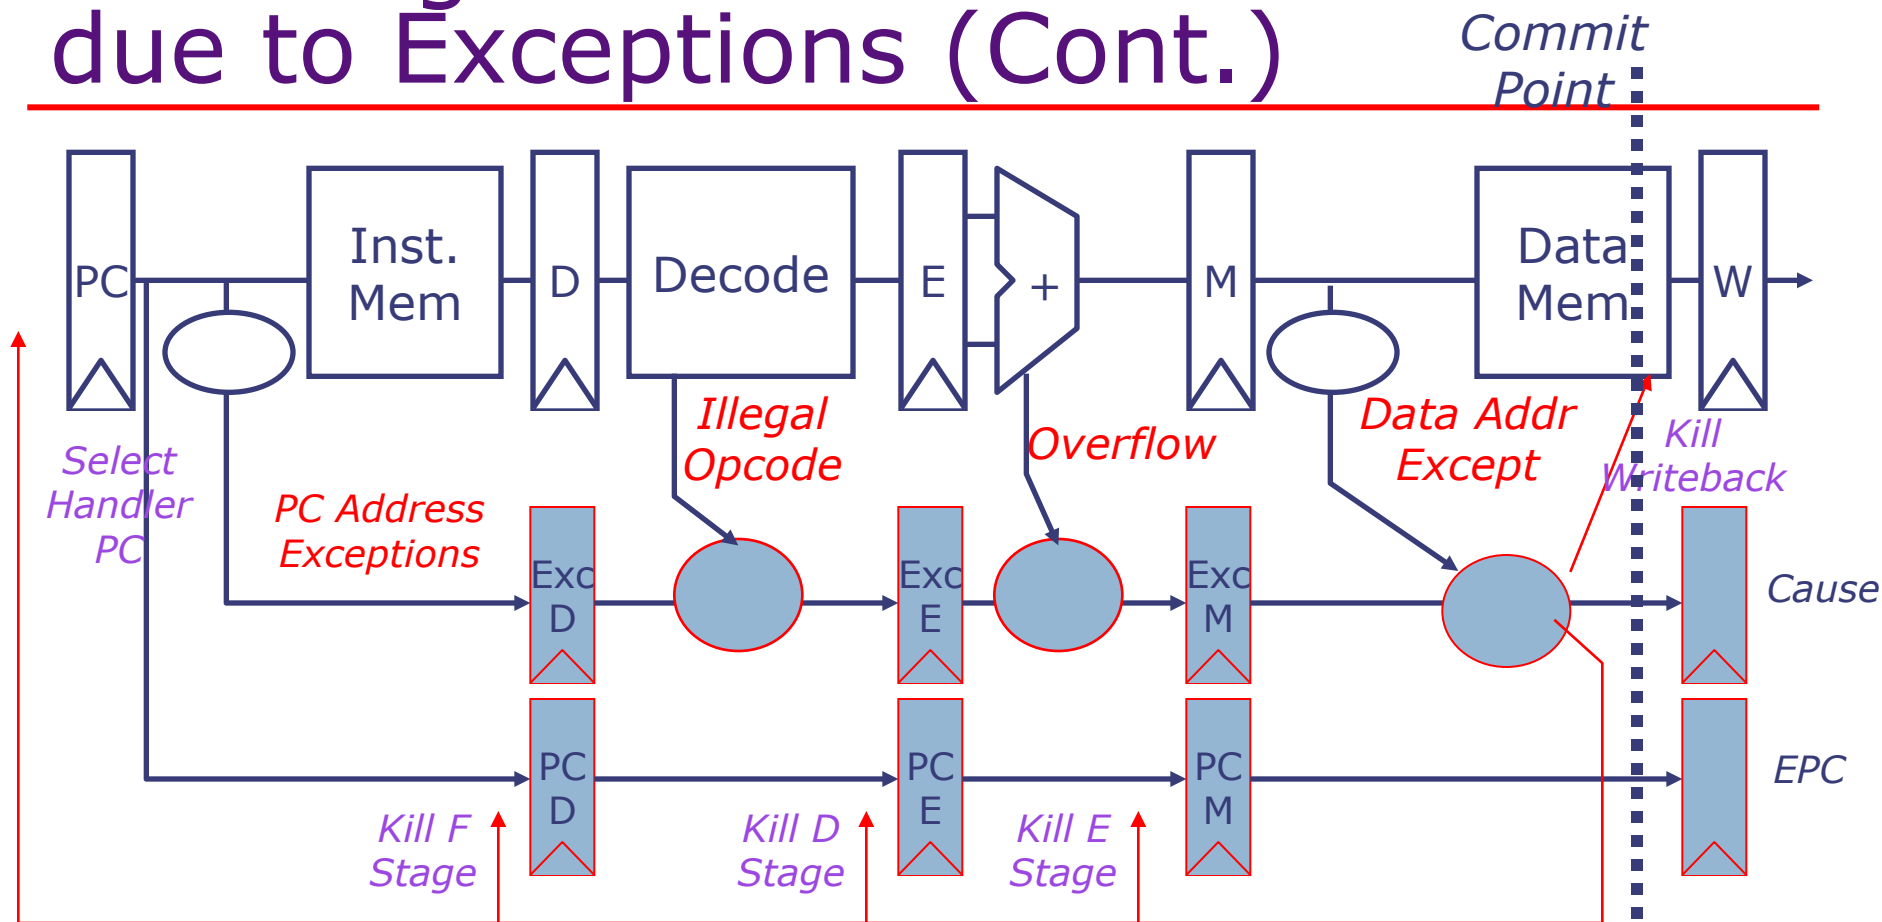 due to Exceptions (Cont.)
Commit
Point
PC
Inst.
Mem
D
Decode
E
+
M
Data
Mem
W
Select
Handler
PC
PC Address
Exceptions
Illegal
Opcode
Overflow
Data Addr
Except
Kill
Writeback
Exc
D
Exc
E
Exc
M
Cause
PC
D
PC
E
PC
M
EPC
Kill F
Stage
Kill D
Stage
Kill E
Stage